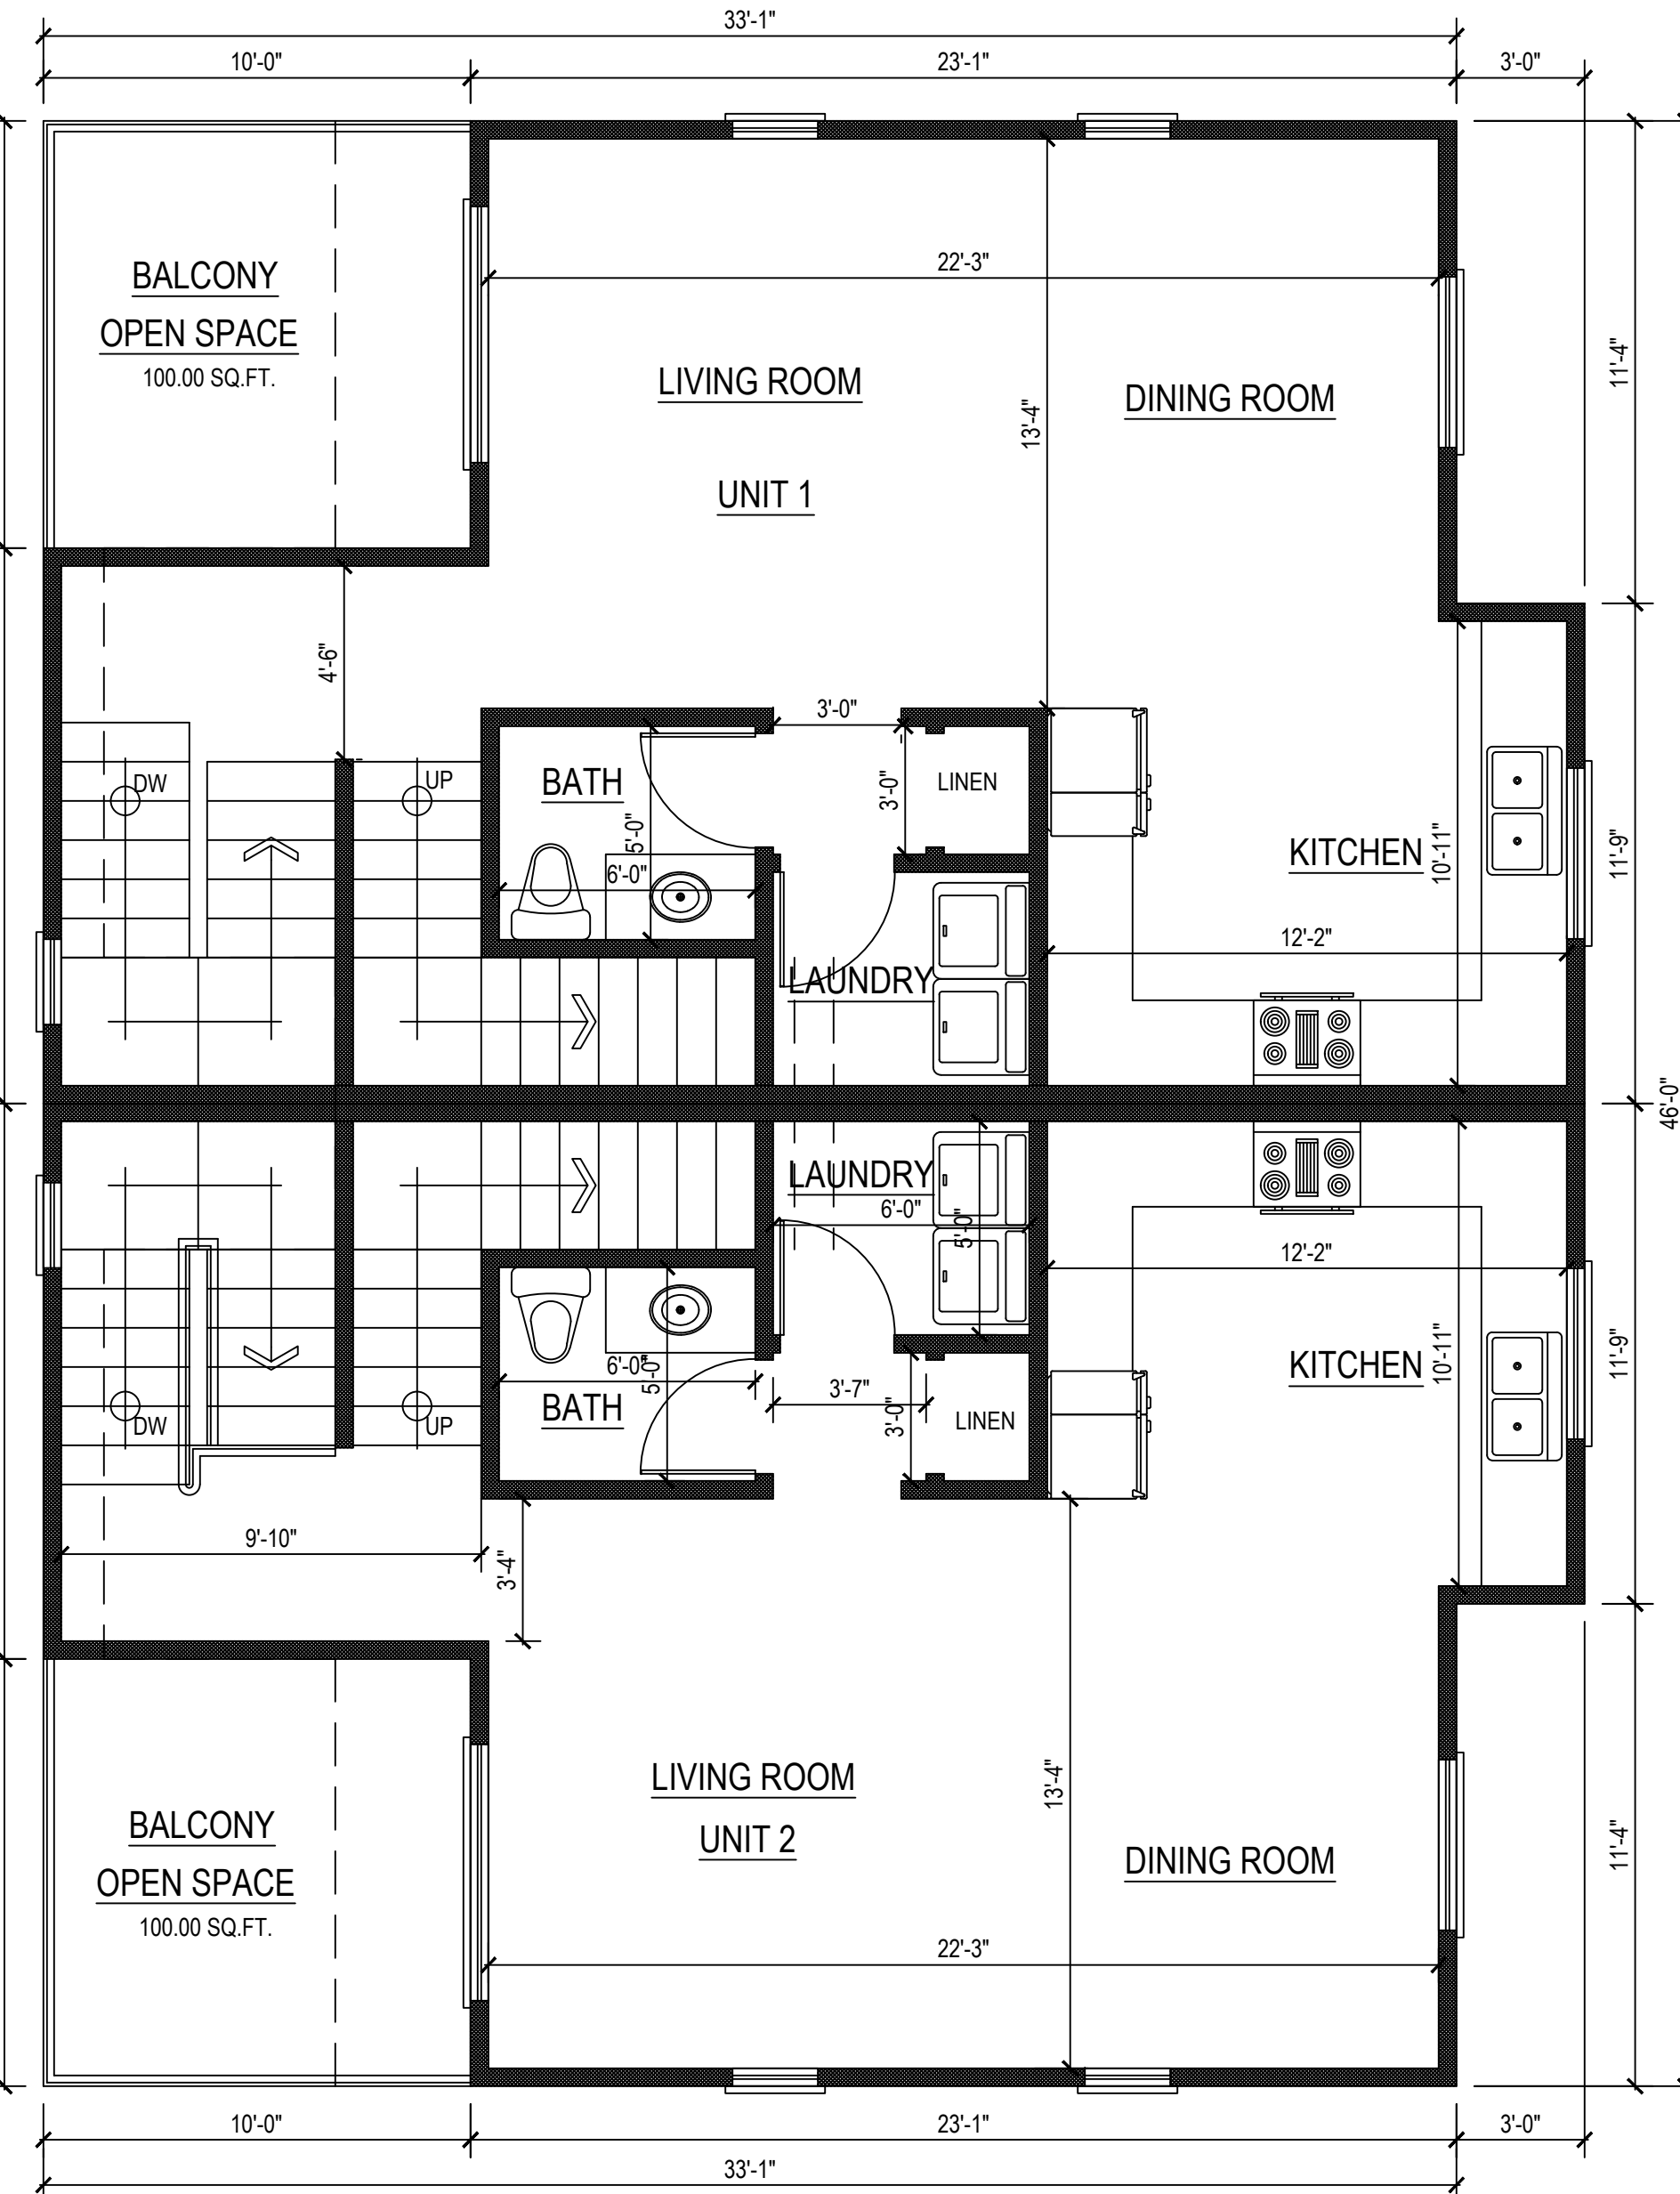 33'-1"
10'-0"
23'-1"
3'-0"
BALCONY
OPEN SPACE
100.00 SQ.FT.
22'-3"
LIVING ROOM
DINING ROOM
13'-4"
11'-4"
UNIT 1
4'-6"
3'-0"
DW
UP
BATH
5'-0"
6'-0"
3'-0"
LINEN
KITCHEN
10'-11"
11'-9"
12'-2"
LAUNDRY
46'-0"
LAUNDRY
6'-0"
5'-0"
12'-2"
6'-0"
5'-0"
BATH
3'-7"
3'-0"
LINEN
KITCHEN
10'-11"
11'-9"
DW
UP
9'-10"
3'-4"
LIVING ROOM
UNIT 2
13'-4"
DINING ROOM
11'-4"
BALCONY
OPEN SPACE
100.00 SQ.FT.
22'-3"
10'-0"
23'-1"
3'-0"
33'-1"